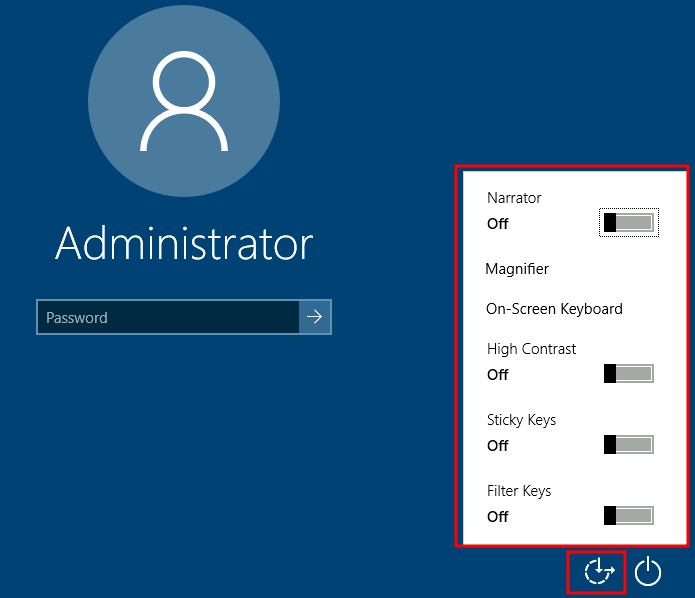 Administrator
Password
Narrator
Off
Magnifier
On-Screen Keyboard
High Contrast
Off
Sticky Keys
Off
Filter Keys
Off